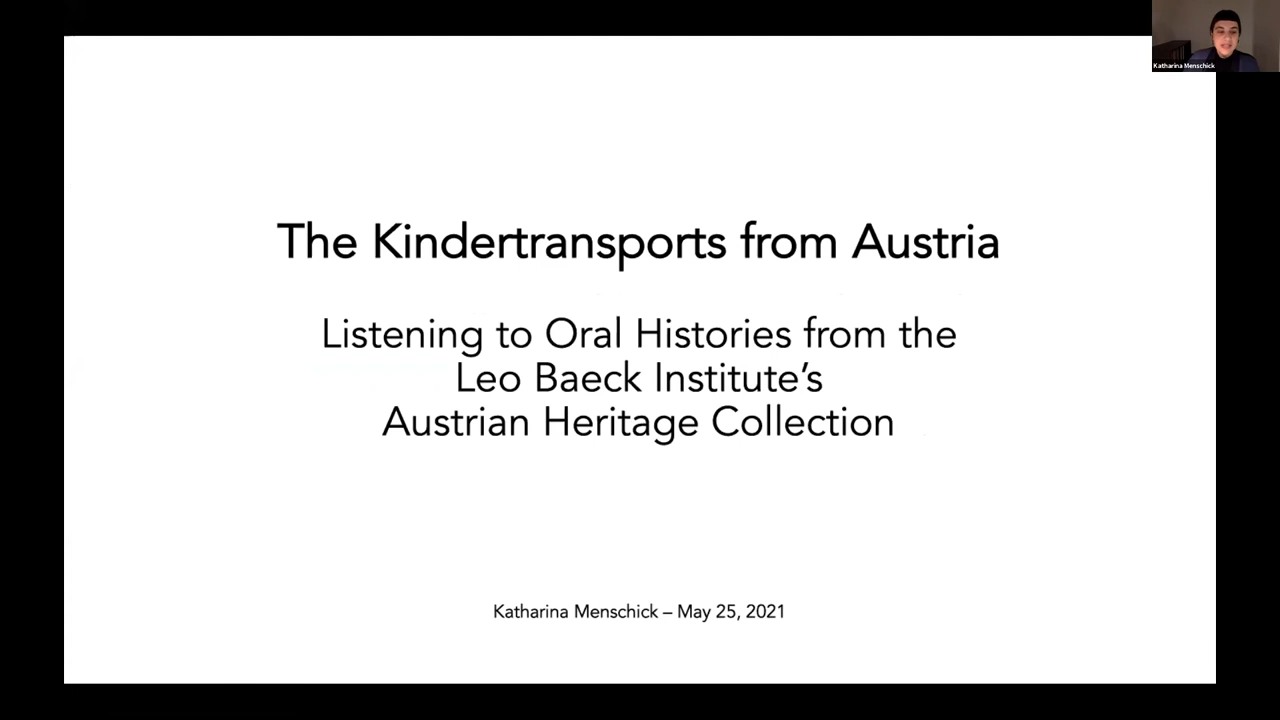 Katharina Menschick
The Kindertransports from Austria
Listening to Oral Histories from the
Leo Baeck Institute’s
Austrian Heritage Collection
Katharina Menschick – May 25, 2021